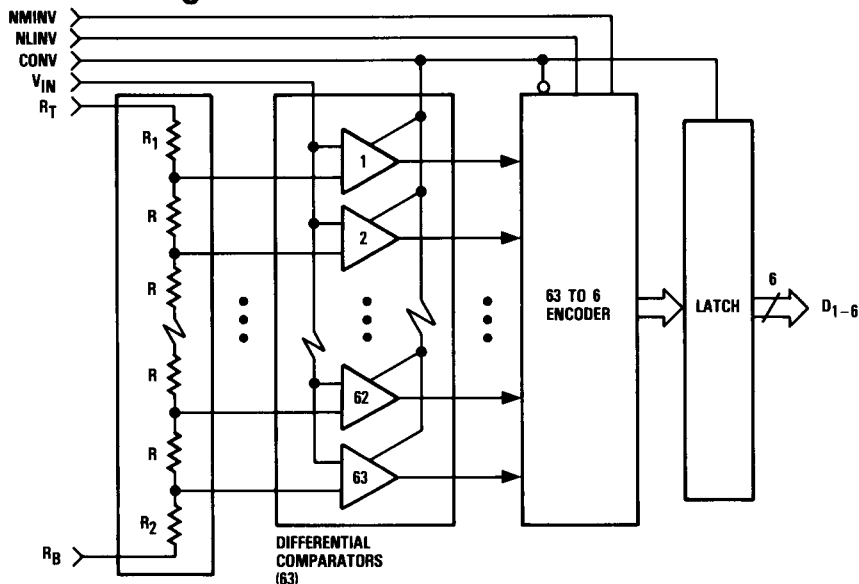 NMINV
NLINV
CONV
VIN
RT
R1
R
R
R
R
R2
RB
1
2
62
63
DIFFERENTIAL
COMPARATORS
(63)
63 TO 6
ENCODER
LATCH
6
D1–6